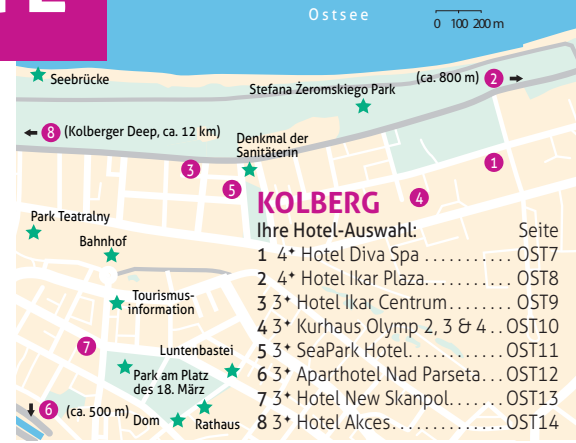 Ostsee
0 100 200 m
Seebrücke
Stefana Żeromskiego Park
(ca. 800 m) 2
8 (Kolberger Deep, ca. 12 km)
Denkmal der
Sanitäterin
3
1
5
4
Park Teatralny
Bahnhof
Tourismus-
information
7
Luntenbastei
Park am Platz
des 18. März
6 (ca. 500 m)
Dom
Rathaus
KOLBERG
Ihre Hotel-Auswahl: Seite
1 4+ Hotel Diva Spa ........... OST7
2 4+ Hotel Ikar Plaza........... OST8
3 3+ Hotel Ikar Centrum....... OST9
4 3+ Kurhaus Olymp 2, 3 & 4 .. OST10
5 3+ SeaPark Hotel............. OST11
6 3+ Aparthotel Nad Parseta... OST12
7 3+ Hotel New Skanpol....... OST13
8 3+ Hotel Akces.............. OST14